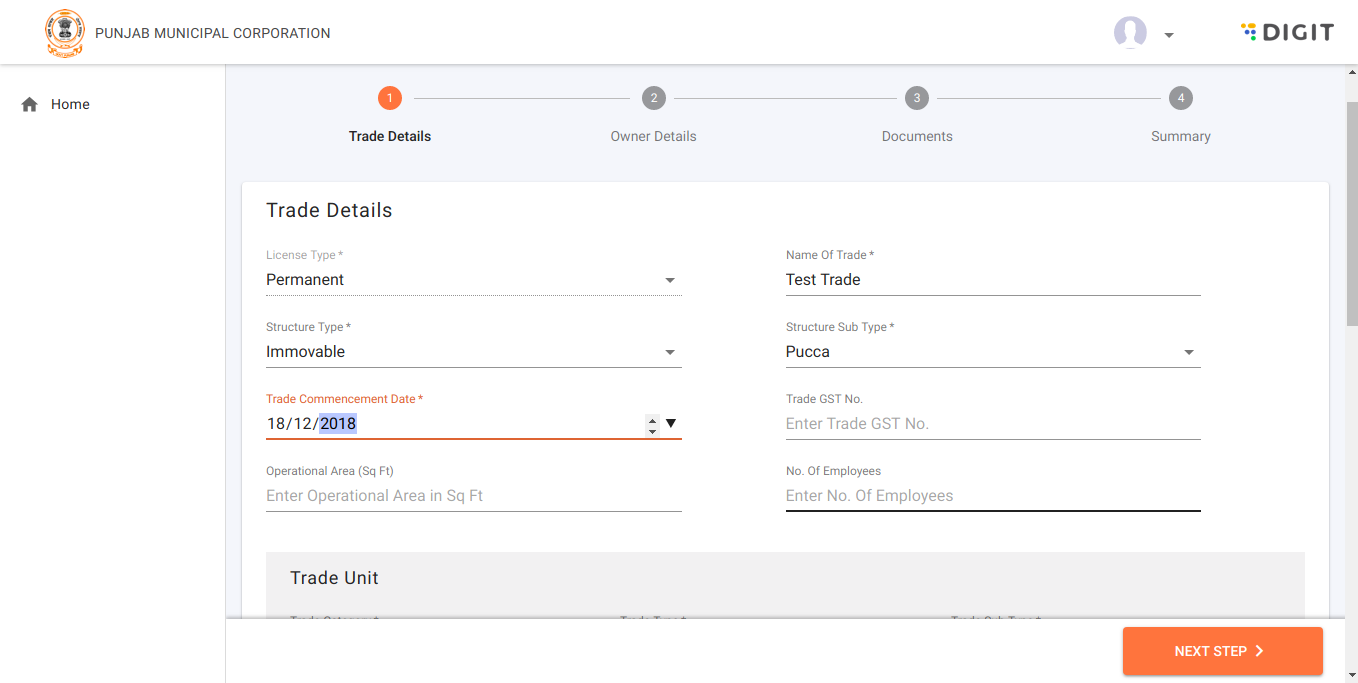 PUNJAB MUNICIPAL CORPORATION
DIGIT
Home
1
2
3
4
Trade Details
Owner Details
Documents
Summary
Trade Details
License Type *
Name Of Trade *
Permanent
Test Trade
Structure Type *
Structure Sub Type *
Immovable
Pucca
Trade Commencement Date *
Trade GST No.
18/12/2018
Enter Trade GST No.
Operational Area (Sq Ft)
No. Of Employees
Enter Operational Area in Sq Ft
Enter No. Of Employees
Trade Unit
NEXT STEP